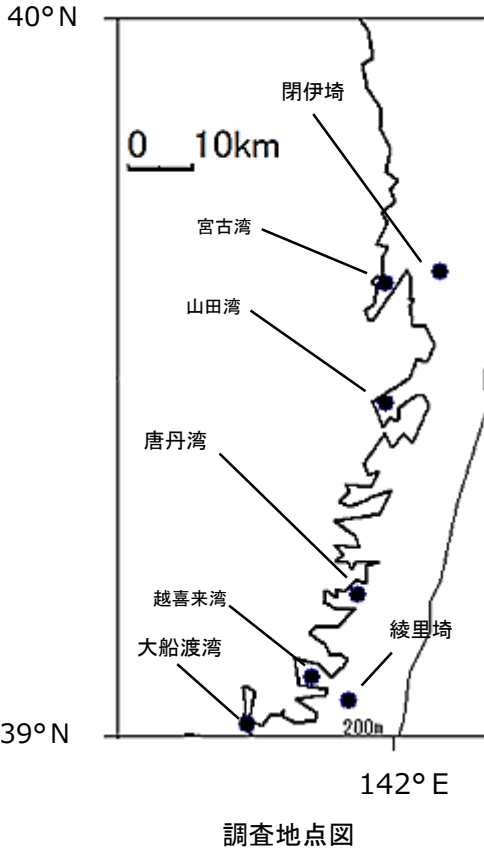 40°N
閉伊埼
0 10km
宮古湾
山田湾
唐丹湾
越喜来湾
綾里埼
大船渡湾
39°N
200m
142°E
調査地点図